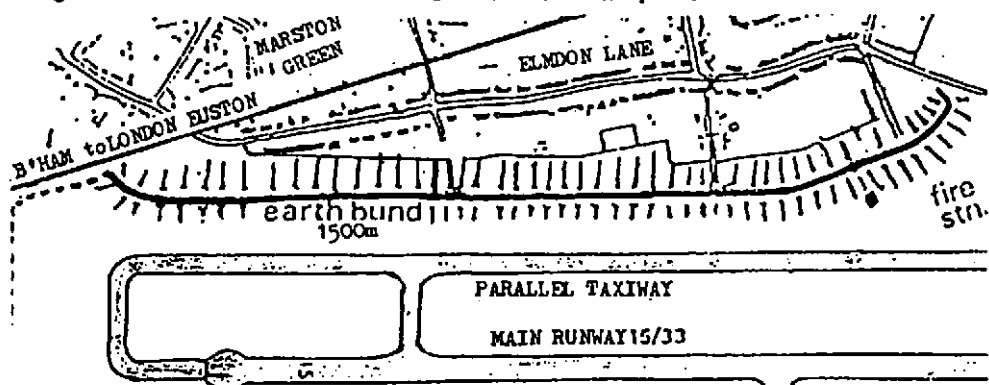 MARSTON
GREEN
ELMDON LANE
B'HAM to LONDON EUSTON
earth bund
1500m
fire
stn.
PARALLEL TAXIWAY
MAIN RUNWAY 15/33